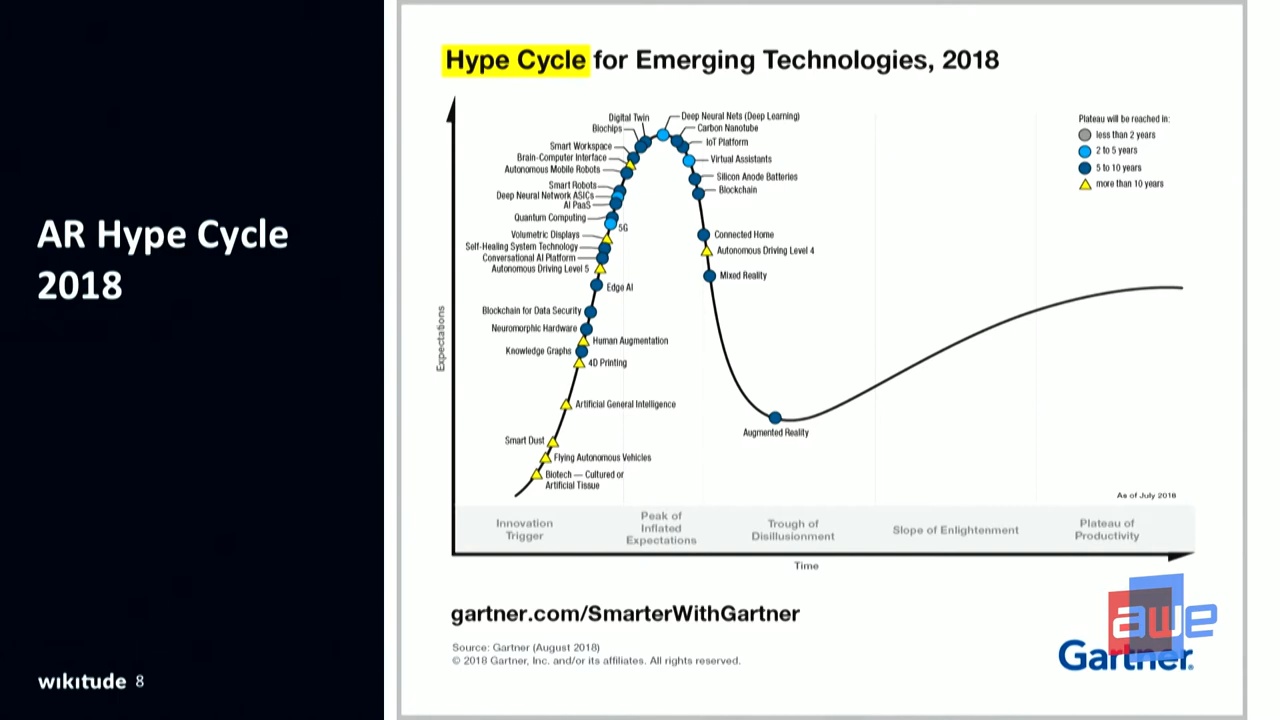 AR Hype Cycle
2018
wikitude 8
Hype Cycle for Emerging Technologies, 2018
Expectations
Digital Twin
Biochips
Smart Workspace
Brain-Computer Interface
Autonomous Mobile Robots
Smart Robots
Deep Neural Network ASICs
AI PaaS
Quantum Computing
5G
Volumetric Displays
Self-Healing System Technology
Conversational AI Platform
Autonomous Driving Level 5
Edge AI
Blockchain for Data Security
Neuromorphic Hardware
Human Augmentation
Knowledge Graphs
4D Printing
Artificial General Intelligence
Smart Dust
Flying Autonomous Vehicles
Biotech — Cultured or
Artificial Tissue
Deep Neural Nets (Deep Learning)
Carbon Nanotube
IoT Platform
Virtual Assistants
Silicon Anode Batteries
Blockchain
Connected Home
Autonomous Driving Level 4
Mixed Reality
Augmented Reality
Plateau will be reached in:
less than 2 years
2 to 5 years
5 to 10 years
more than 10 years
As of July 2018
Innovation
Trigger
Peak of
Inflated
Expectations
Trough of
Disillusionment
Slope of Enlightenment
Plateau of
Productivity
Time
gartner.com/SmarterWithGartner
Source: Gartner (August 2018)
© 2018 Gartner, Inc. and/or its affiliates. All rights reserved.
awe
Gartner.